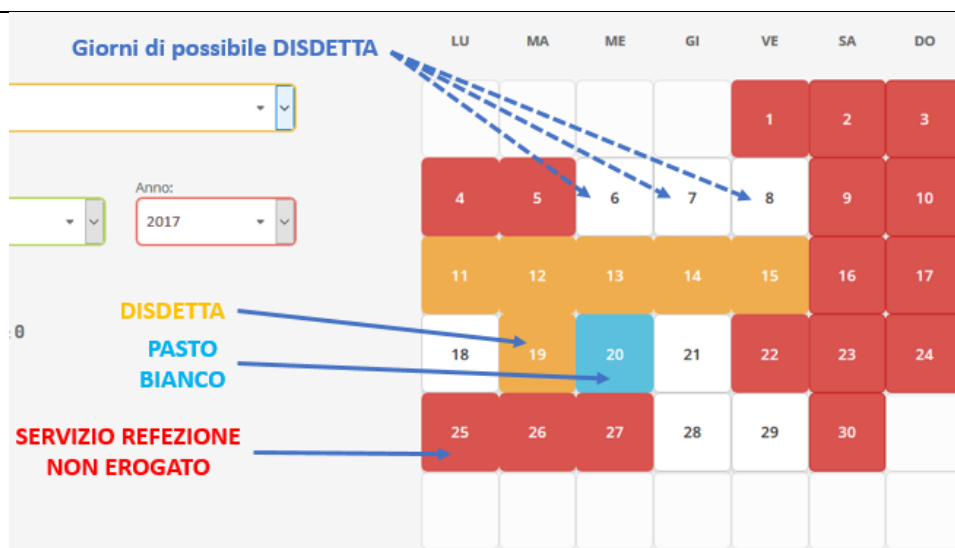 Giorni di possibile DISDETTA
LU MA ME GI VE SA DO
1 2 3
Anno:
2017
4 5 6 7 8 9 10
11 12 13 14 15 16 17
DISDETTA
: 0
PASTO
BIANCO
18 19 20 21 22 23 24
SERVIZIO REFEZIONE
NON EROGATO
25 26 27 28 29 30